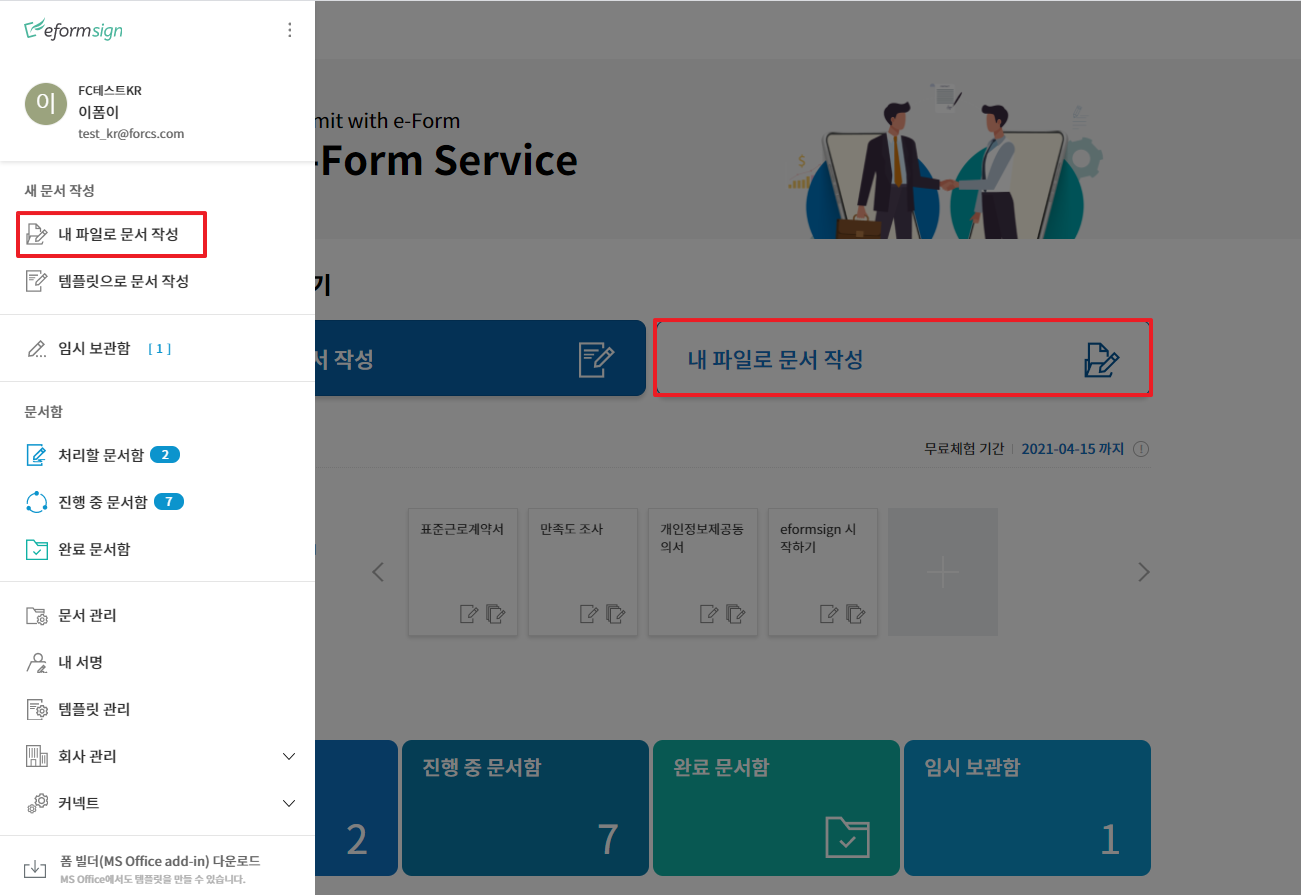 eformsign
이
FC테스트KR
이폼이
test_kr@forcs.com
새 문서 작성
내 파일로 문서 작성
템플릿으로 문서 작성
임시 보관함 [ 1 ]
문서함
처리할 문서함 2
진행 중 문서함 7
완료 문서함
문서 관리
내 서명
템플릿 관리
회사 관리
커넥트
폼 빌더(MS Office add-in) 다운로드
MS Office에서도 템플릿을 만들 수 있습니다.
mit with e-Form
-Form Service
기
서 작성
내 파일로 문서 작성
무료체험 기간 2021-04-15 까지
표준근로계약서
만족도 조사
개인정보제공동
의서
eformsign 시
작하기
2
진행 중 문서함
7
완료 문서함
임시 보관함
1